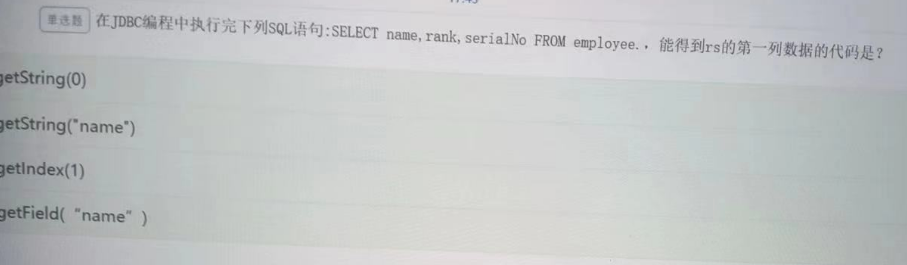 单选题 在JDBC编程中执行完下列SQL语句:SELECT name,rank,serialNo FROM employee.，能得到rs的第一列数据的代码是？
getString(0)
getString("name")
getIndex(1)
getField(“name”)